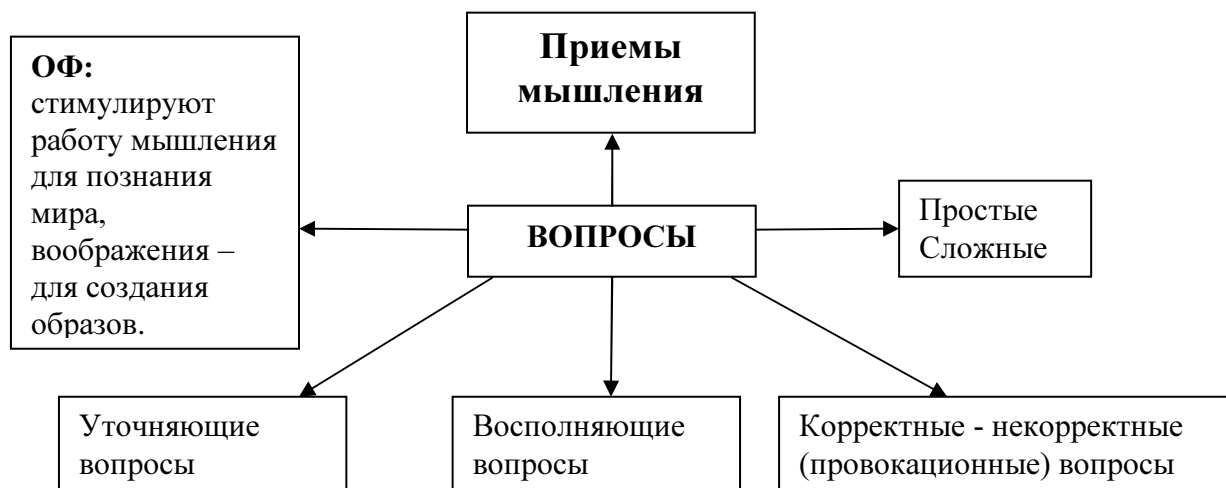 Приемы
мышления
ОФ:
стимулируют
работу мышления
для познания
мира,
воображения –
для создания
образов.
ВОПРОСЫ
Простые
Сложные
Уточняющие
вопросы
Восполняющие
вопросы
Корректные - некорректные
(провокационные) вопросы